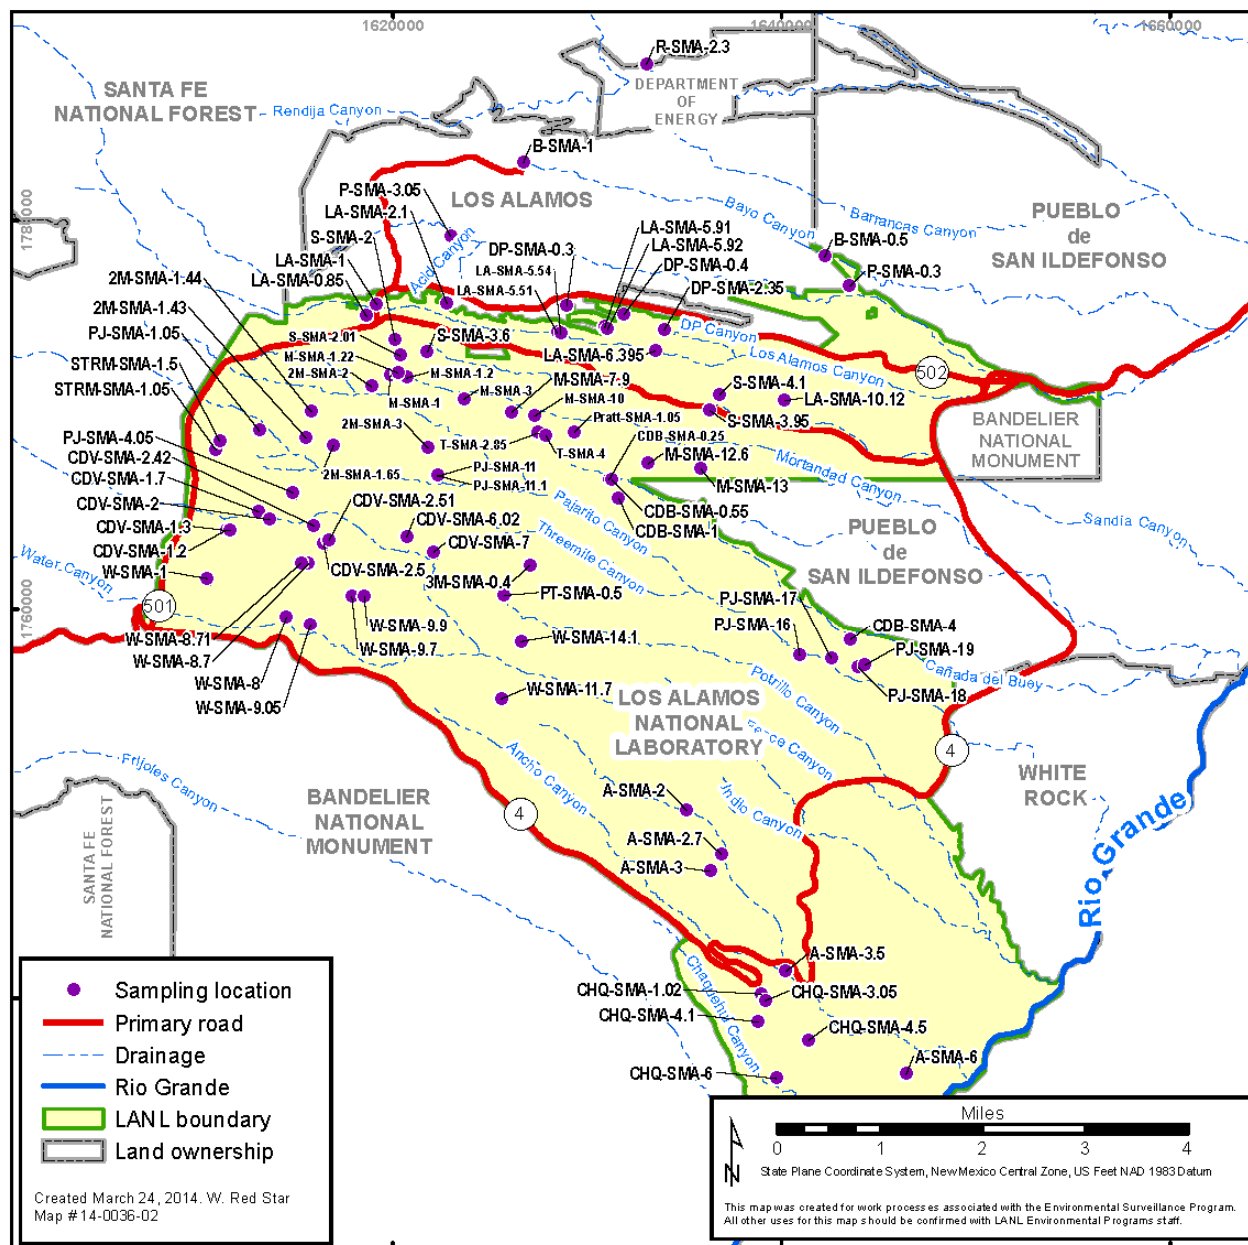 1620000
1640000
1660000
R-SMA-2.3
DEPARTMENT
OF
ENERGY
SANTA FE
NATIONAL FOREST
Rendija Canyon
B-SMA-1
P-SMA-3.05
LA-SMA-2.1
S-SMA-2
LOS ALAMOS
Bayo Canyon
Barrancas Canyon
PUEBLO
de
SAN ILDEFONSO
1780000
Acid Canyon
DP-SMA-0.3
LA-SMA-5.91
LA-SMA-5.92
DP-SMA-0.4
DP-SMA-2.35
B-SMA-0.5
P-SMA-0.3
LA-SMA-1
LA-SMA-0.85
LA-SMA-5.54
LA-SMA-5.51
2M-SMA-1.44
2M-SMA-1.43
PJ-SMA-1.05
STRM-SMA-1.5
STRM-SMA-1.05
S-SMA-2.01
M-SMA-1.22
2M-SMA-2
S-SMA-3.6
M-SMA-1.2
M-SMA-1
DP Canyon
Los Alamos Canyon
LA-SMA-6.395
502
M-SMA-3
M-SMA-7.9
M-SMA-10
S-SMA-4.1
LA-SMA-10.12
S-SMA-3.95
Pratt-SMA-1.05
BANDELIER
NATIONAL
MONUMENT
2M-SMA-3
T-SMA-2.85
T-SMA-4
CDB-SMA-0.25
M-SMA-12.6
Mortandad Canyon
M-SMA-13
PJ-SMA-4.05
CDV-SMA-2.42
CDV-SMA-1.7
CDV-SMA-2
CDV-SMA-1.3
CDV-SMA-1.2
2M-SMA-1.65
PJ-SMA-11
PJ-SMA-11.1
CDV-SMA-2.51
CDV-SMA-6.02
CDV-SMA-7
Pajarito Canyon
Threemile Canyon
CDB-SMA-0.55
CDB-SMA-1
Sandia Canyon
PUEBLO
de
SAN ILDEFONSO
Water Canyon
W-SMA-1
CDV-SMA-2.5
3M-SMA-0.4
PT-SMA-0.5
501
1760000
W-SMA-8.71
W-SMA-8.7
W-SMA-9.9
W-SMA-9.7
W-SMA-14.1
PJ-SMA-17
PJ-SMA-16
CDB-SMA-4
PJ-SMA-19
PJ-SMA-18
Cañada del Buey
W-SMA-8
W-SMA-9.05
W-SMA-11.7
Potrillo Canyon
LOS ALAMOS
NATIONAL
LABORATORY
Canyon
4
Frijoles Canyon
Ancho Canyon
WHITE
ROCK
BANDELIER
NATIONAL
MONUMENT
4
A-SMA-2
Indio Canyon
Rio Grande
A-SMA-2.7
A-SMA-3
SANTA FE
NATIONAL FOREST
Chaquehui Canyon
A-SMA-3.5
CHQ-SMA-1.02
CHQ-SMA-3.05
CHQ-SMA-4.1
CHQ-SMA-4.5
A-SMA-6
CHQ-SMA-6
Sampling location
Primary road
Drainage
Rio Grande
LANL boundary
Land ownership
Created March 24, 2014. W. Red Star
Map # 14-0036-02
Miles
0 1 2 3 4
N
State Plane Coordinate System, New Mexico Central Zone, US Feet NAD 1983 Datum
This map was created for work processes associated with the Environmental Surveillance Program.
All other uses for this map should be confirmed with LANL Environmental Programs staff.